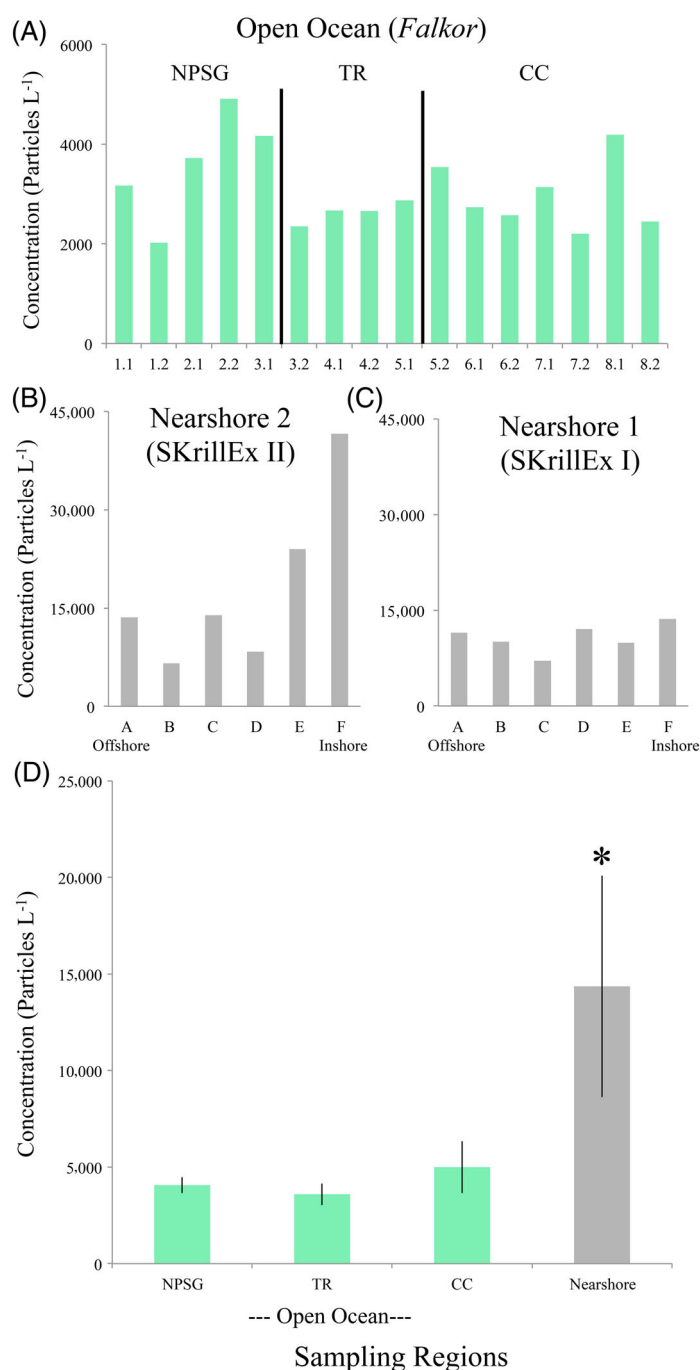 (A)
Open Ocean (Falkor)
NPSG TR CC
Concentration (Particles L-1)
6000
4000
2000
0
1.1 1.2 2.1 2.2 3.1 3.2 4.1 4.2 5.1 5.2 6.1 6.2 7.1 7.2 8.1 8.2
(B)
Nearshore 2
(SKrillEx II)
Concentration (Particles L-1)
45,000
30,000
15,000
0
A B C D E F
Offshore Inshore
(C)
Nearshore 1
(SKrillEx I)
45,000
30,000
15,000
0
A B C D E F
Offshore Inshore
(D)
Concentration (Particles L-1)
25,000
20,000
15,000
10,000
5,000
0
*
NPSG TR CC Nearshore
--- Open Ocean---
Sampling Regions